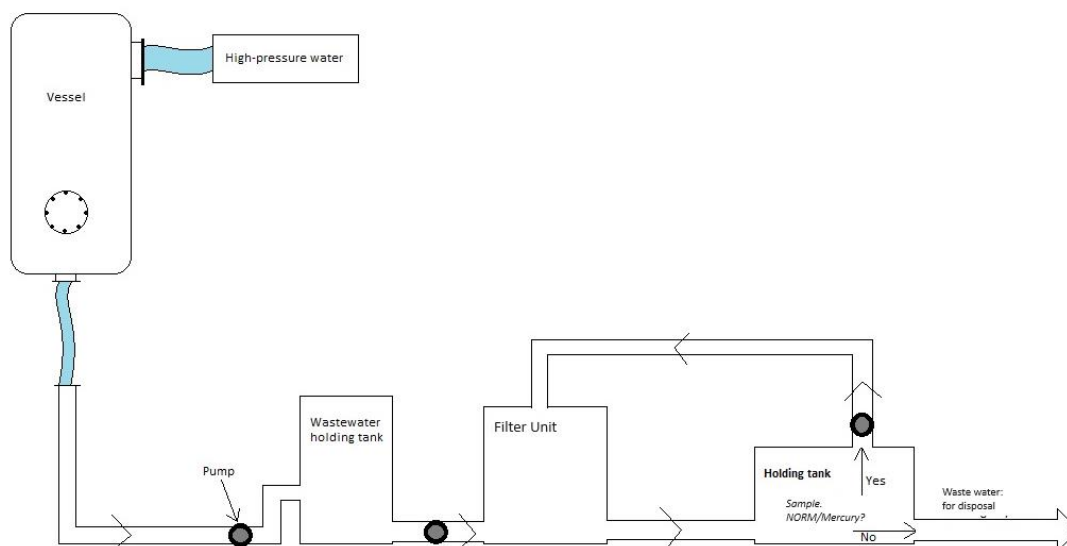 High-pressure water
Vessel
Wastewater
holding tank
Filter Unit
Pump
Holding tank
Yes
Sample.
NORM/Mercury?
No
Waste water:
for disposal